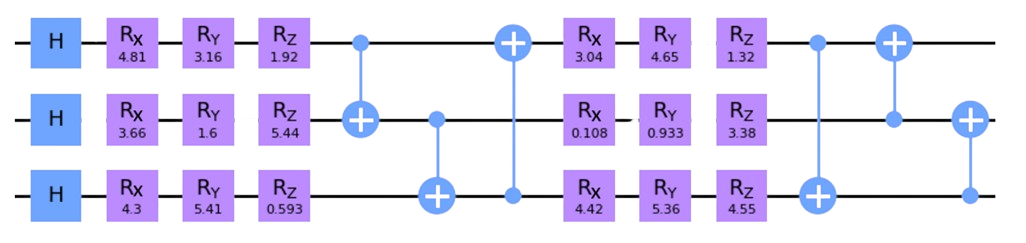 H Rx 4.81 RY 3.16 Rz 1.92 Rx 3.04 RY 4.65 Rz 1.32
H Rx 3.66 RY 1.6 Rz 5.44 Rx 0.108 RY 0.933 Rz 3.38
H Rx 4.3 RY 5.41 Rz 0.593 Rx 4.42 RY 5.36 Rz 4.55